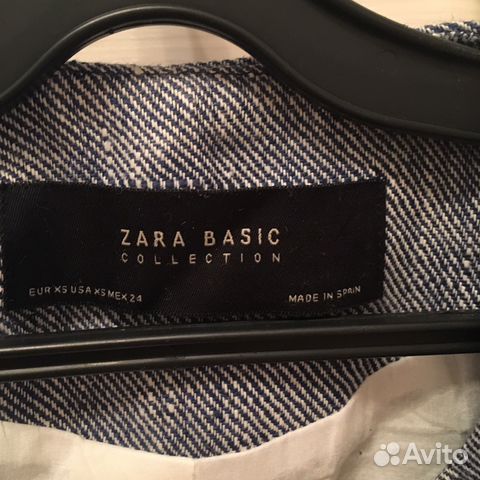 ZARA BASIC
COLLECTION
EUR XS USA XS MEX 24
MADE IN SPAIN
Avito